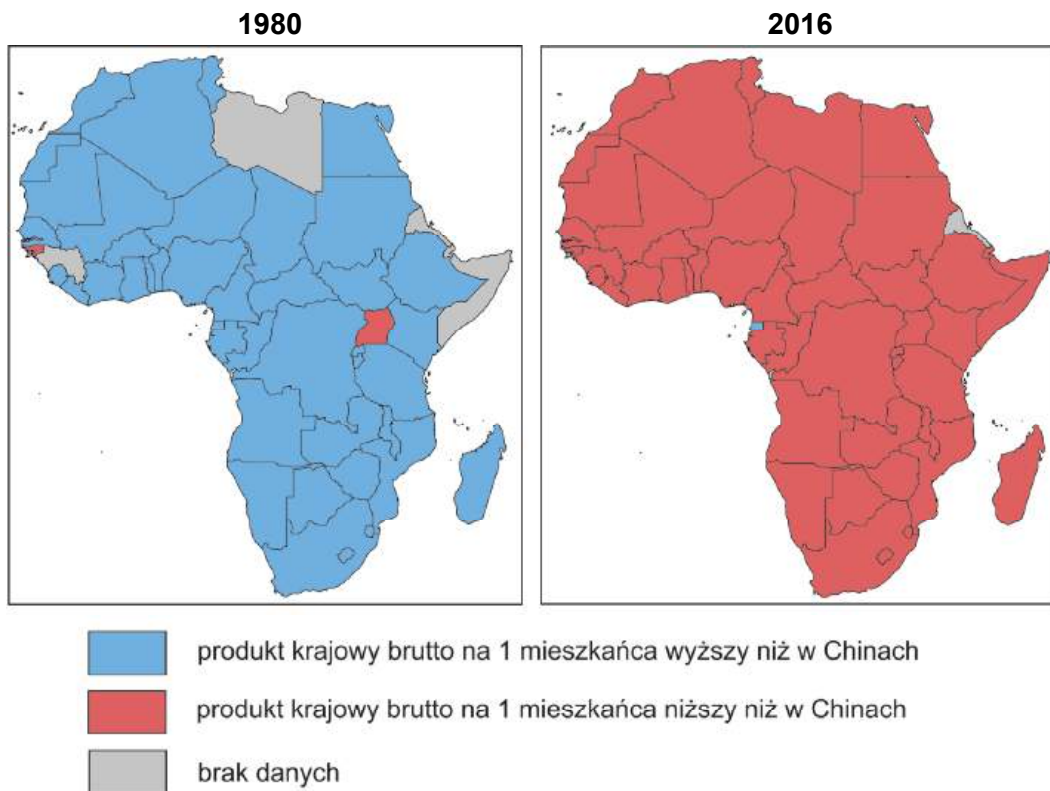 1980
2016
produkt krajowy brutto na 1 mieszkańca wyższy niż w Chinach
produkt krajowy brutto na 1 mieszkańca niższy niż w Chinach
brak danych